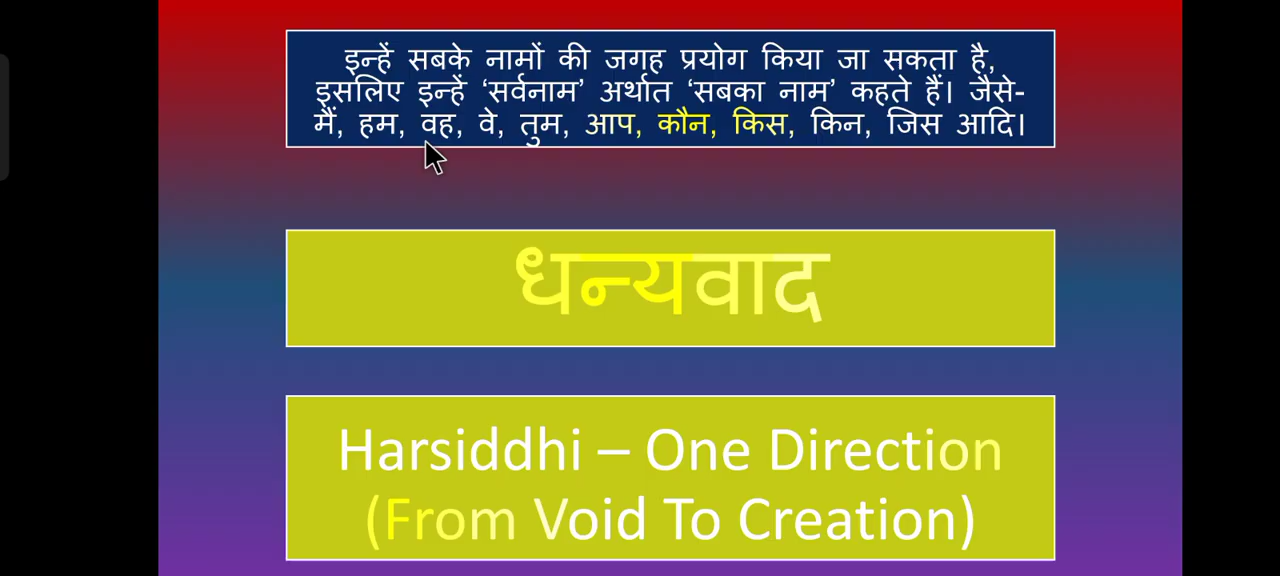 इन्हें सबके नामों की जगह प्रयोग किया जा सकता है,
इसलिए इन्हें ‘सर्वनाम’ अर्थात ‘सबका नाम’ कहते हैं। जैसे-
मैं, हम, वह, वे, तुम, आप, कौन, किस, किन, जिस आदि।
धन्यवाद
Harsiddhi – One Direction
(From Void To Creation)